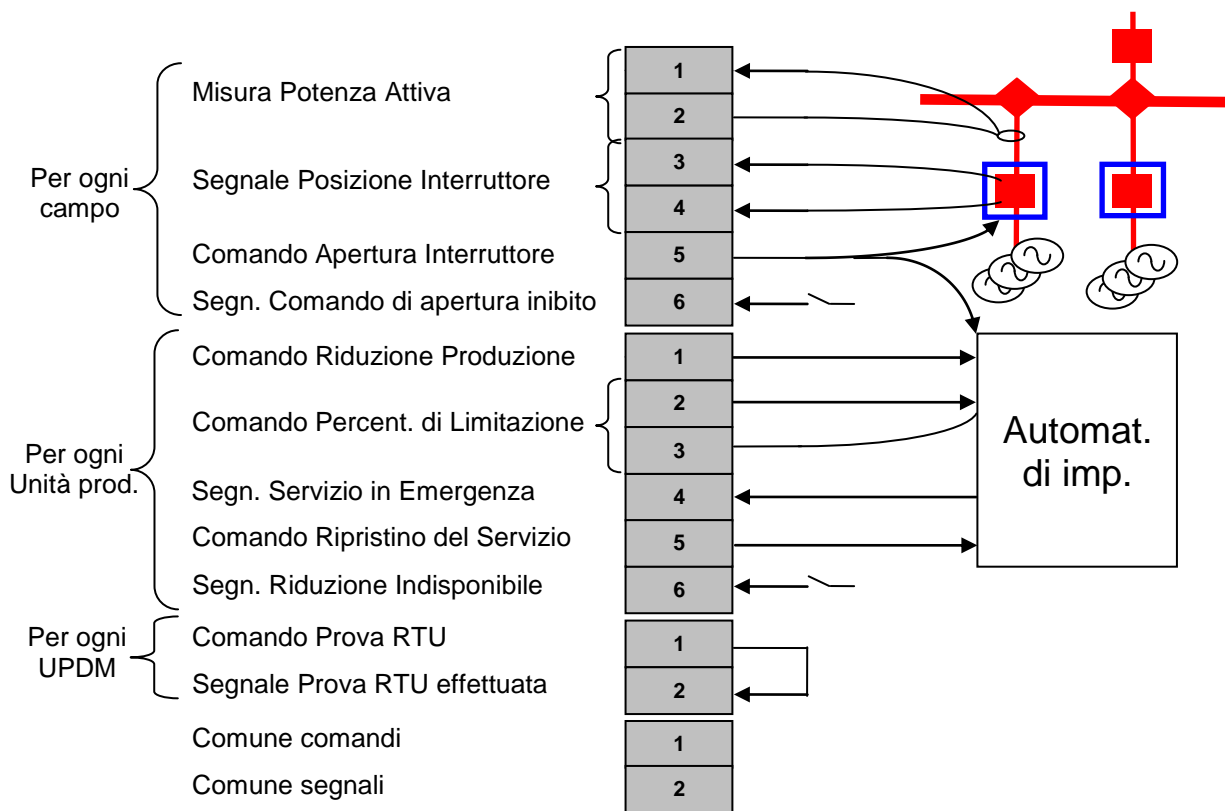 Per ogni
campo
Misura Potenza Attiva
1
2
Segnale Posizione Interruttore
3
4
Comando Apertura Interruttore
5
Segn. Comando di apertura inibito
6
Per ogni
Unità prod.
Comando Riduzione Produzione
1
Comando Percent. di Limitazione
2
3
Segn. Servizio in Emergenza
4
Comando Ripristino del Servizio
5
Segn. Riduzione Indisponibile
6
Automat.
di imp.
Per ogni
UPDM
Comando Prova RTU
1
Segnale Prova RTU effettuata
2
Comune comandi
1
Comune segnali
2